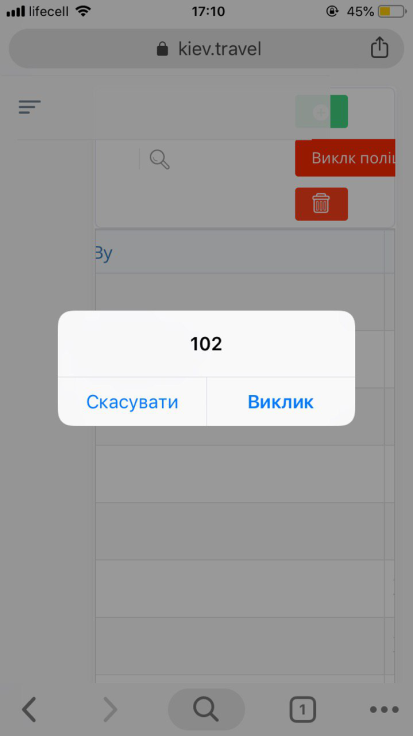 lifecell 17:10 45%
kiev.travel
Виклк полі
Ву
102
Скасувати Виклик
1